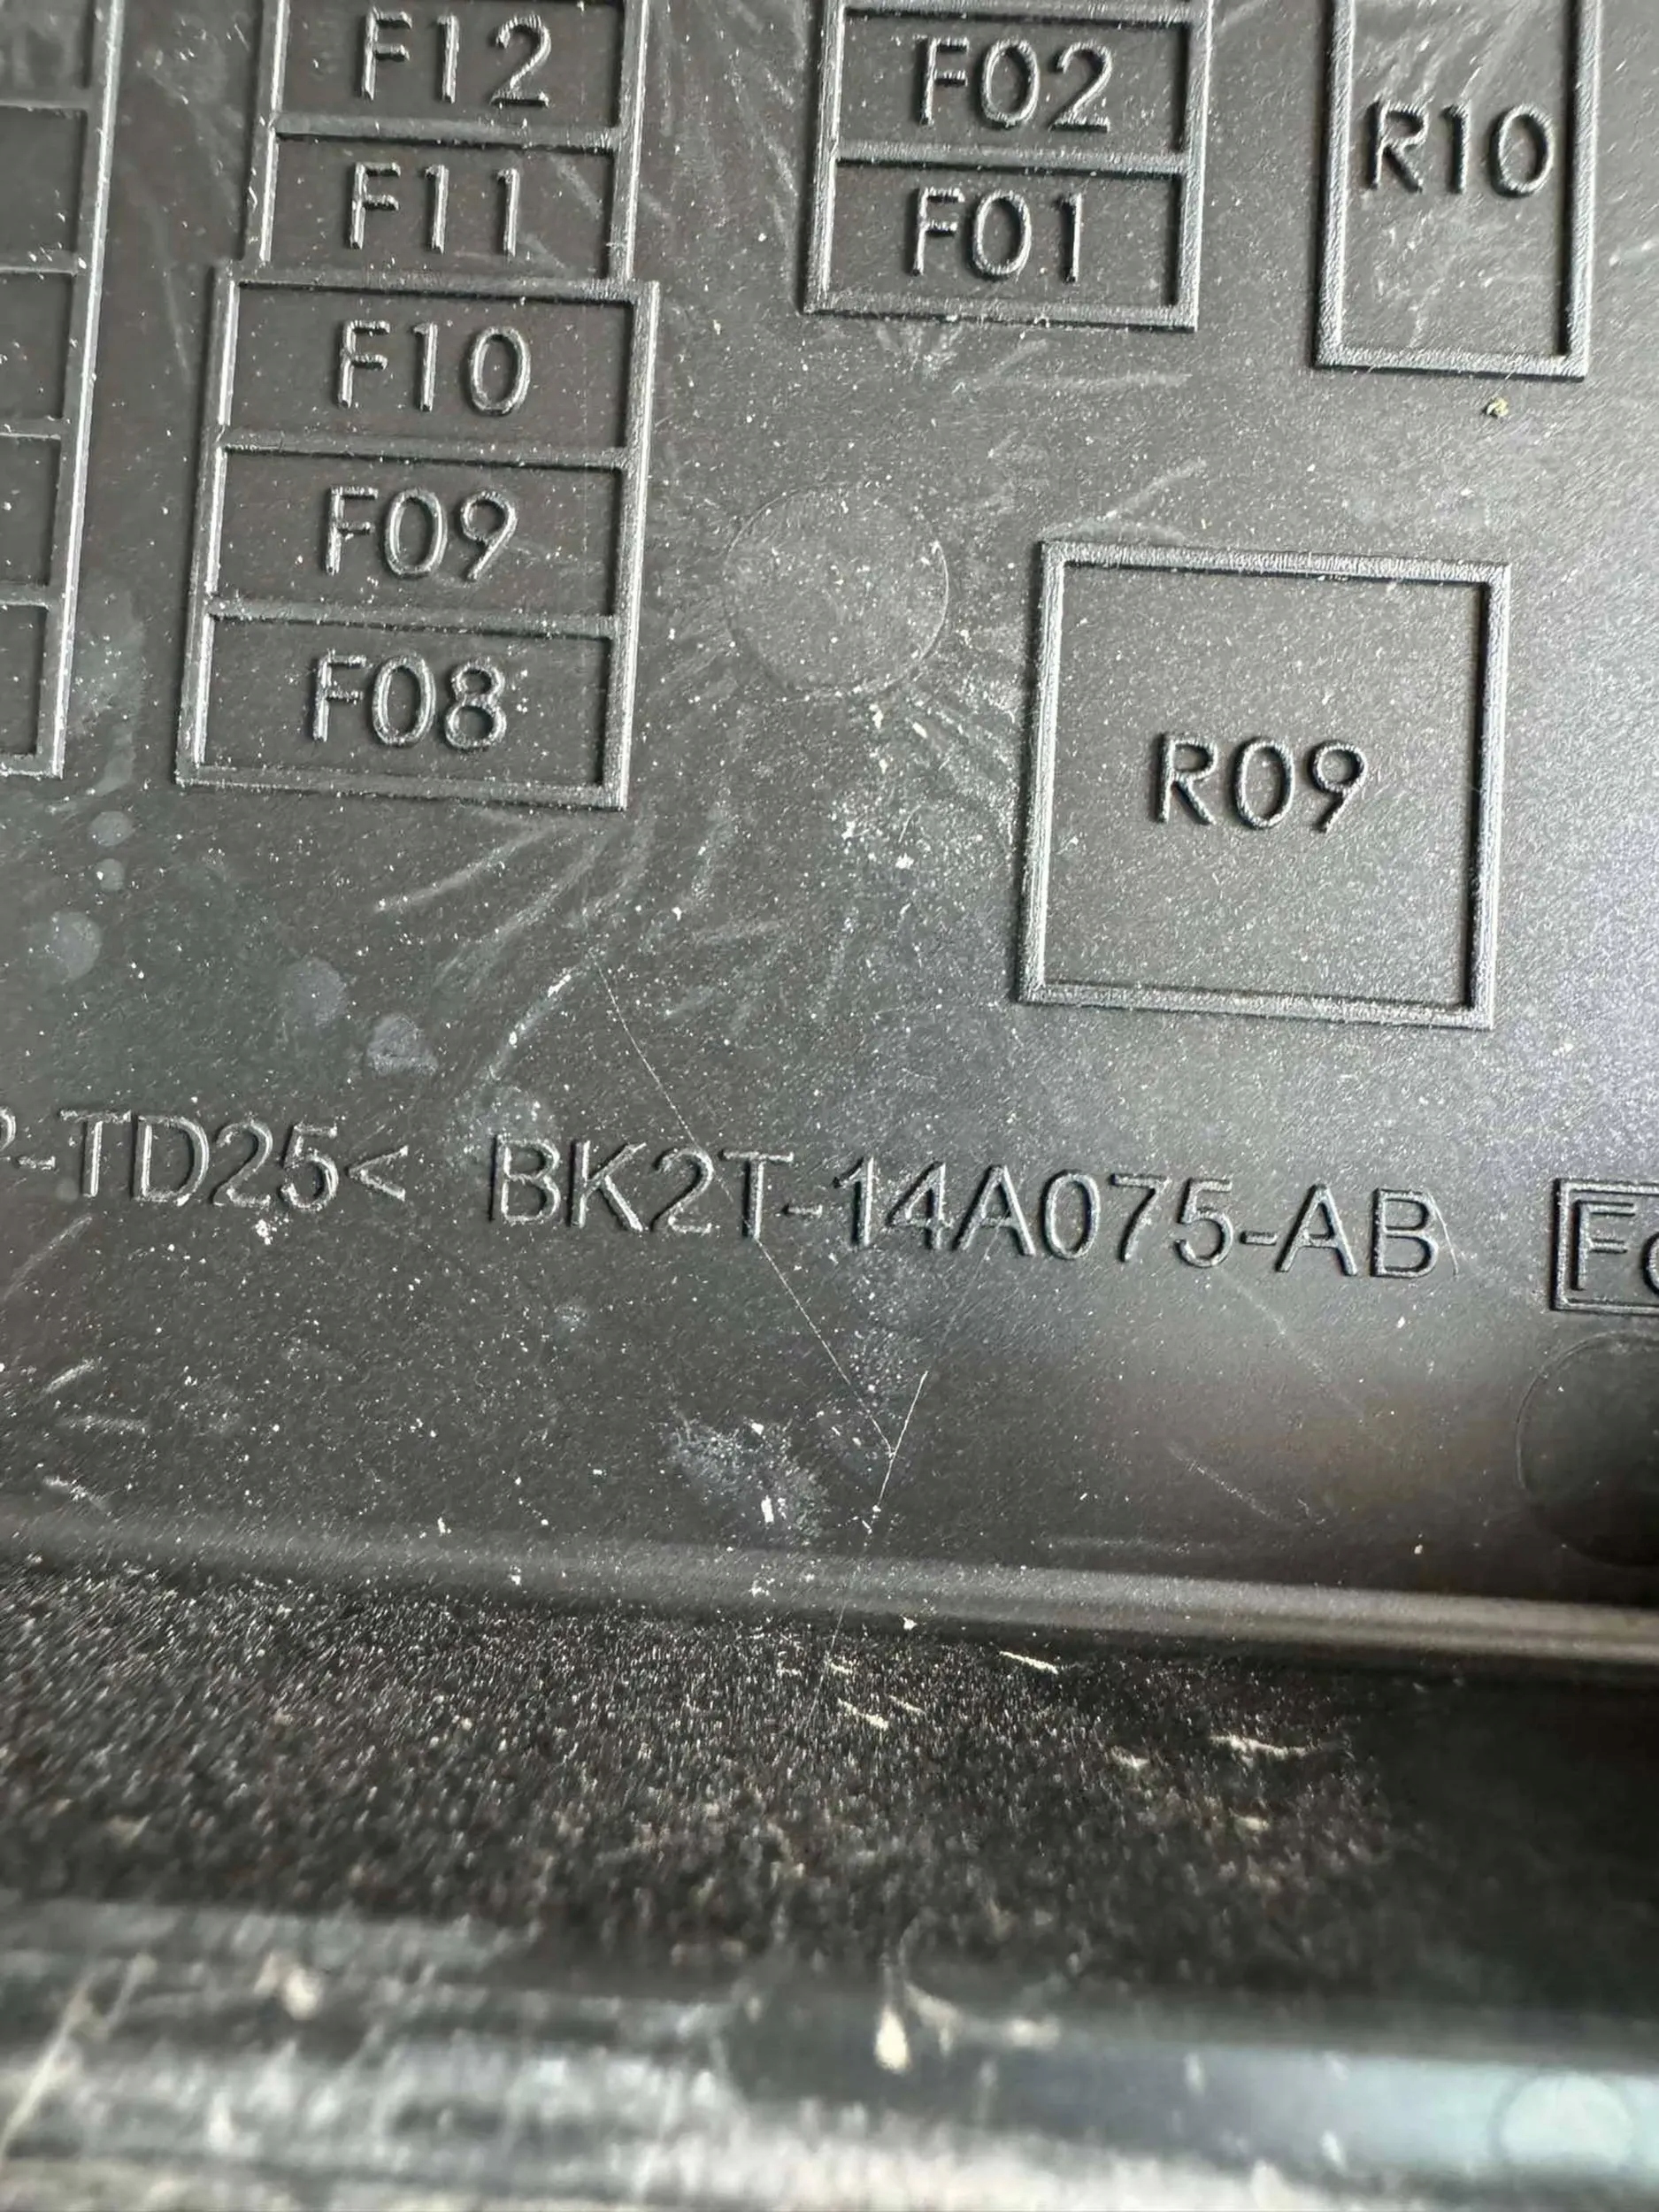 F12
F02
R10
F11
F01
F10
F09
F08
R09
-TD25< BK2T-14A075-AB